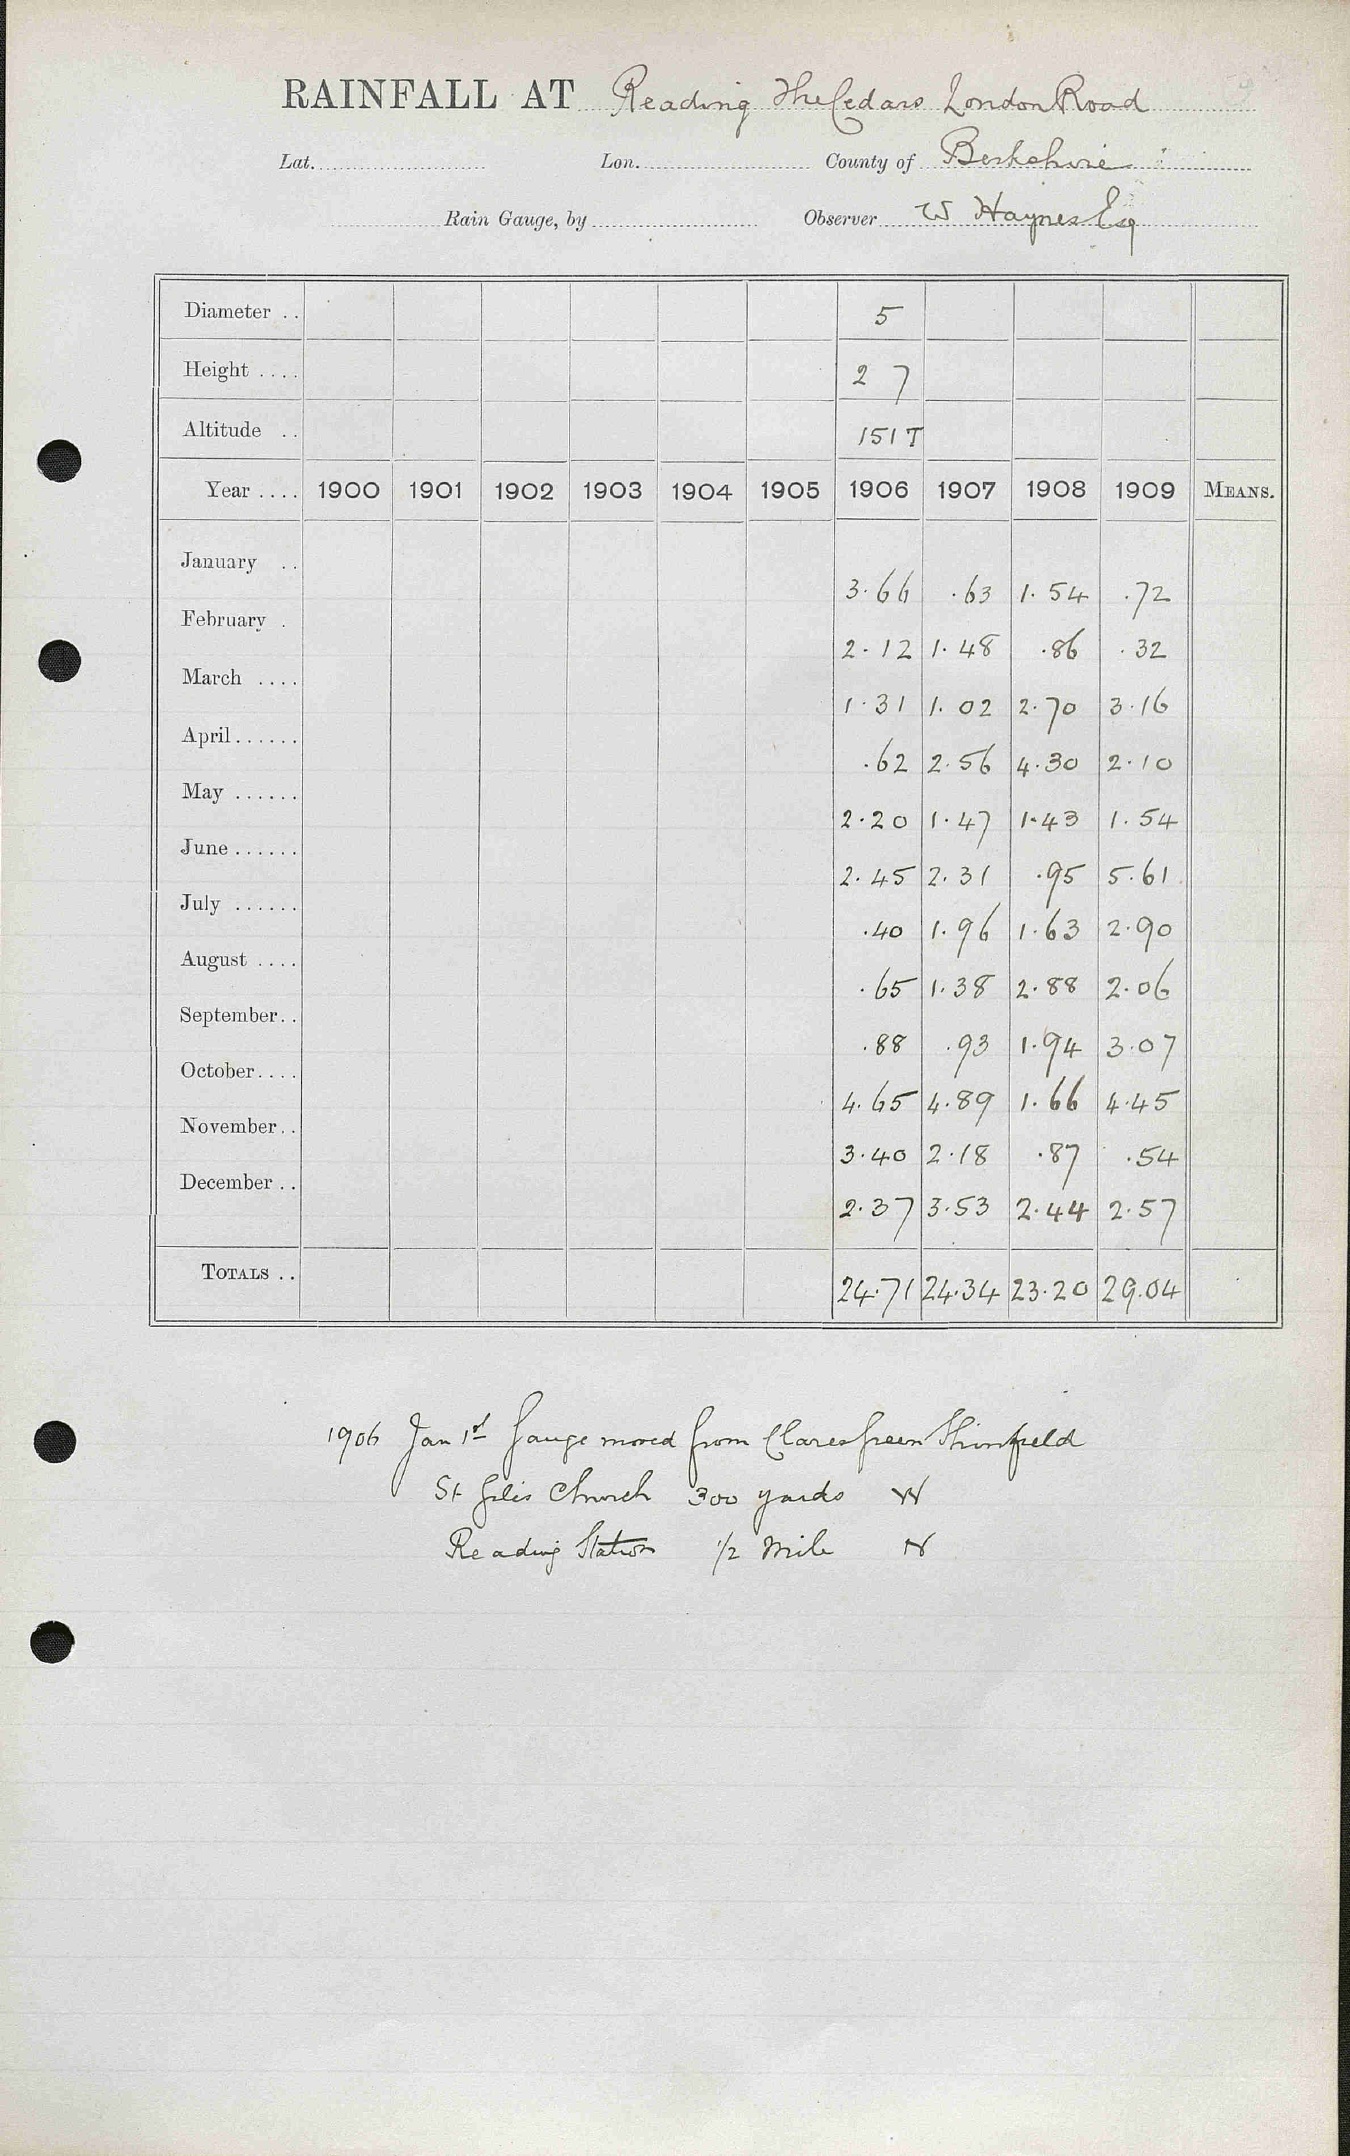 RAINFALL AT Reading The Cedars London Road
Lat. Lon. County of Berkshire
Rain Gauge, by Observer W Haynes Esq
Diameter .. 5
Height .... 2 7
Altitude .. 151 T
Year .... 1900 1901 1902 1903 1904 1905 1906 1907 1908 1909 MEANS.
January .. 3.66 .63 1.54 .72
February . 2.12 1.48 .86 .32
March .... 1.31 1.02 2.70 3.16
April ...... .62 2.56 4.30 2.10
May ...... 2.20 1.47 1.43 1.54
June ...... 2.45 2.31 .95 5.61
July ...... .40 1.96 1.63 2.90
August .... .65 1.38 2.88 2.06
September .. .88 .93 1.94 3.07
October .... 4.65 4.89 1.66 4.45
November .. 3.40 2.18 .87 .54
December .. 2.37 3.53 2.44 2.57
TOTALS .. 24.71 24.34 23.20 29.04
1906 Jan 1st Gauge moved from Clares Green Shinfield
St Giles Church 300 yards W
Reading Station 1/2 Mile N